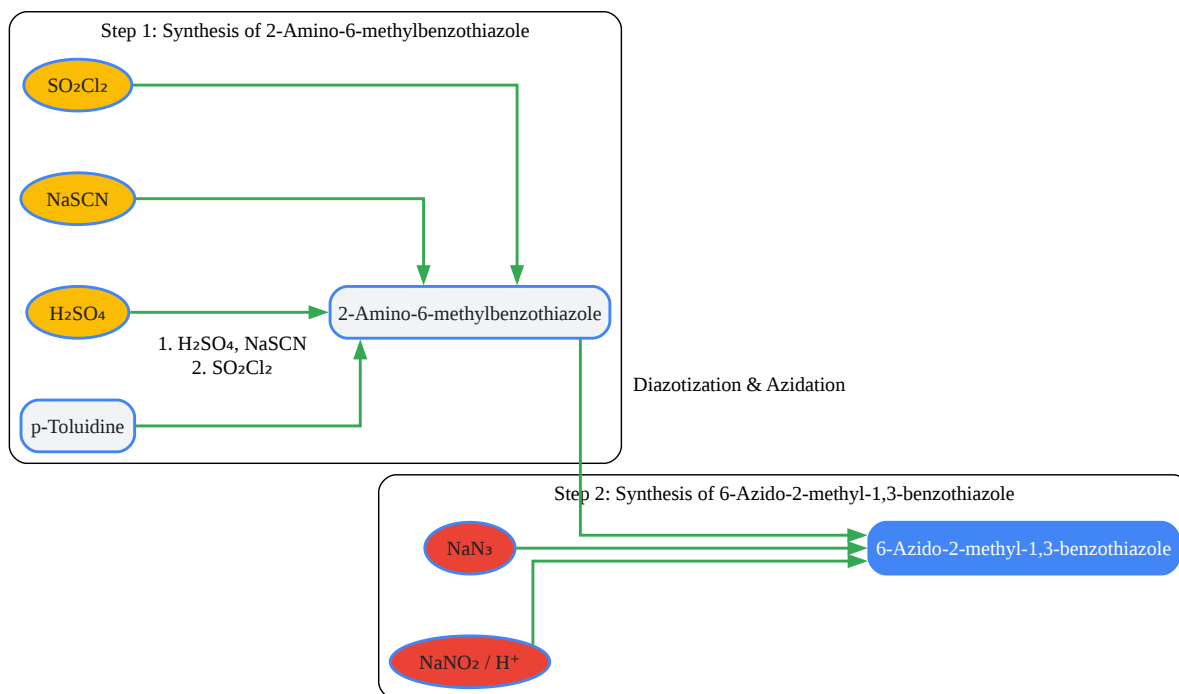 Step 1: Synthesis of 2-Amino-6-methylbenzothiazole
SO₂Cl₂
NaSCN
H₂SO₄
2-Amino-6-methylbenzothiazole
1. H₂SO₄, NaSCN
2. SO₂Cl₂
p-Toluidine
Diazotization & Azidation
Step 2: Synthesis of 6-Azido-2-methyl-1,3-benzothiazole
NaN₃
6-Azido-2-methyl-1,3-benzothiazole
NaNO₂ / H⁺